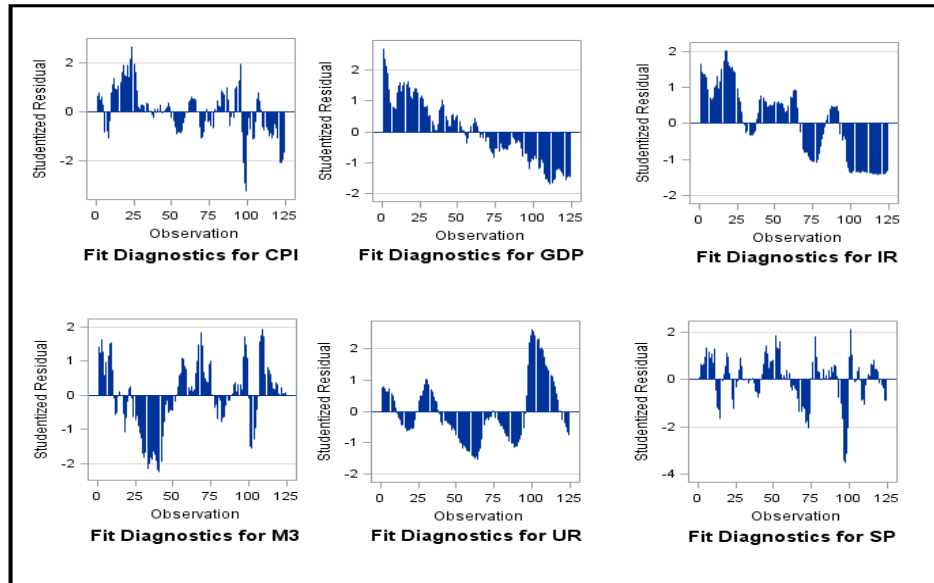 Studentized Residual
2
0
-2
0 25 50 75 100 125
Observation
Fit Diagnostics for CPI
Studentized Residual
2
1
0
-1
-2
0 25 50 75 100 125
Observation
Fit Diagnostics for GDP
Studentized Residual
2
1
0
-1
-2
0 25 50 75 100 125
Observation
Fit Diagnostics for IR
Studentized Residual
2
1
0
-1
-2
0 25 50 75 100 125
Observation
Fit Diagnostics for M3
Studentized Residual
2
1
0
-1
-2
0 25 50 75 100 125
Observation
Fit Diagnostics for UR
Studentized Residual
2
0
-2
-4
0 25 50 75 100 125
Observation
Fit Diagnostics for SP